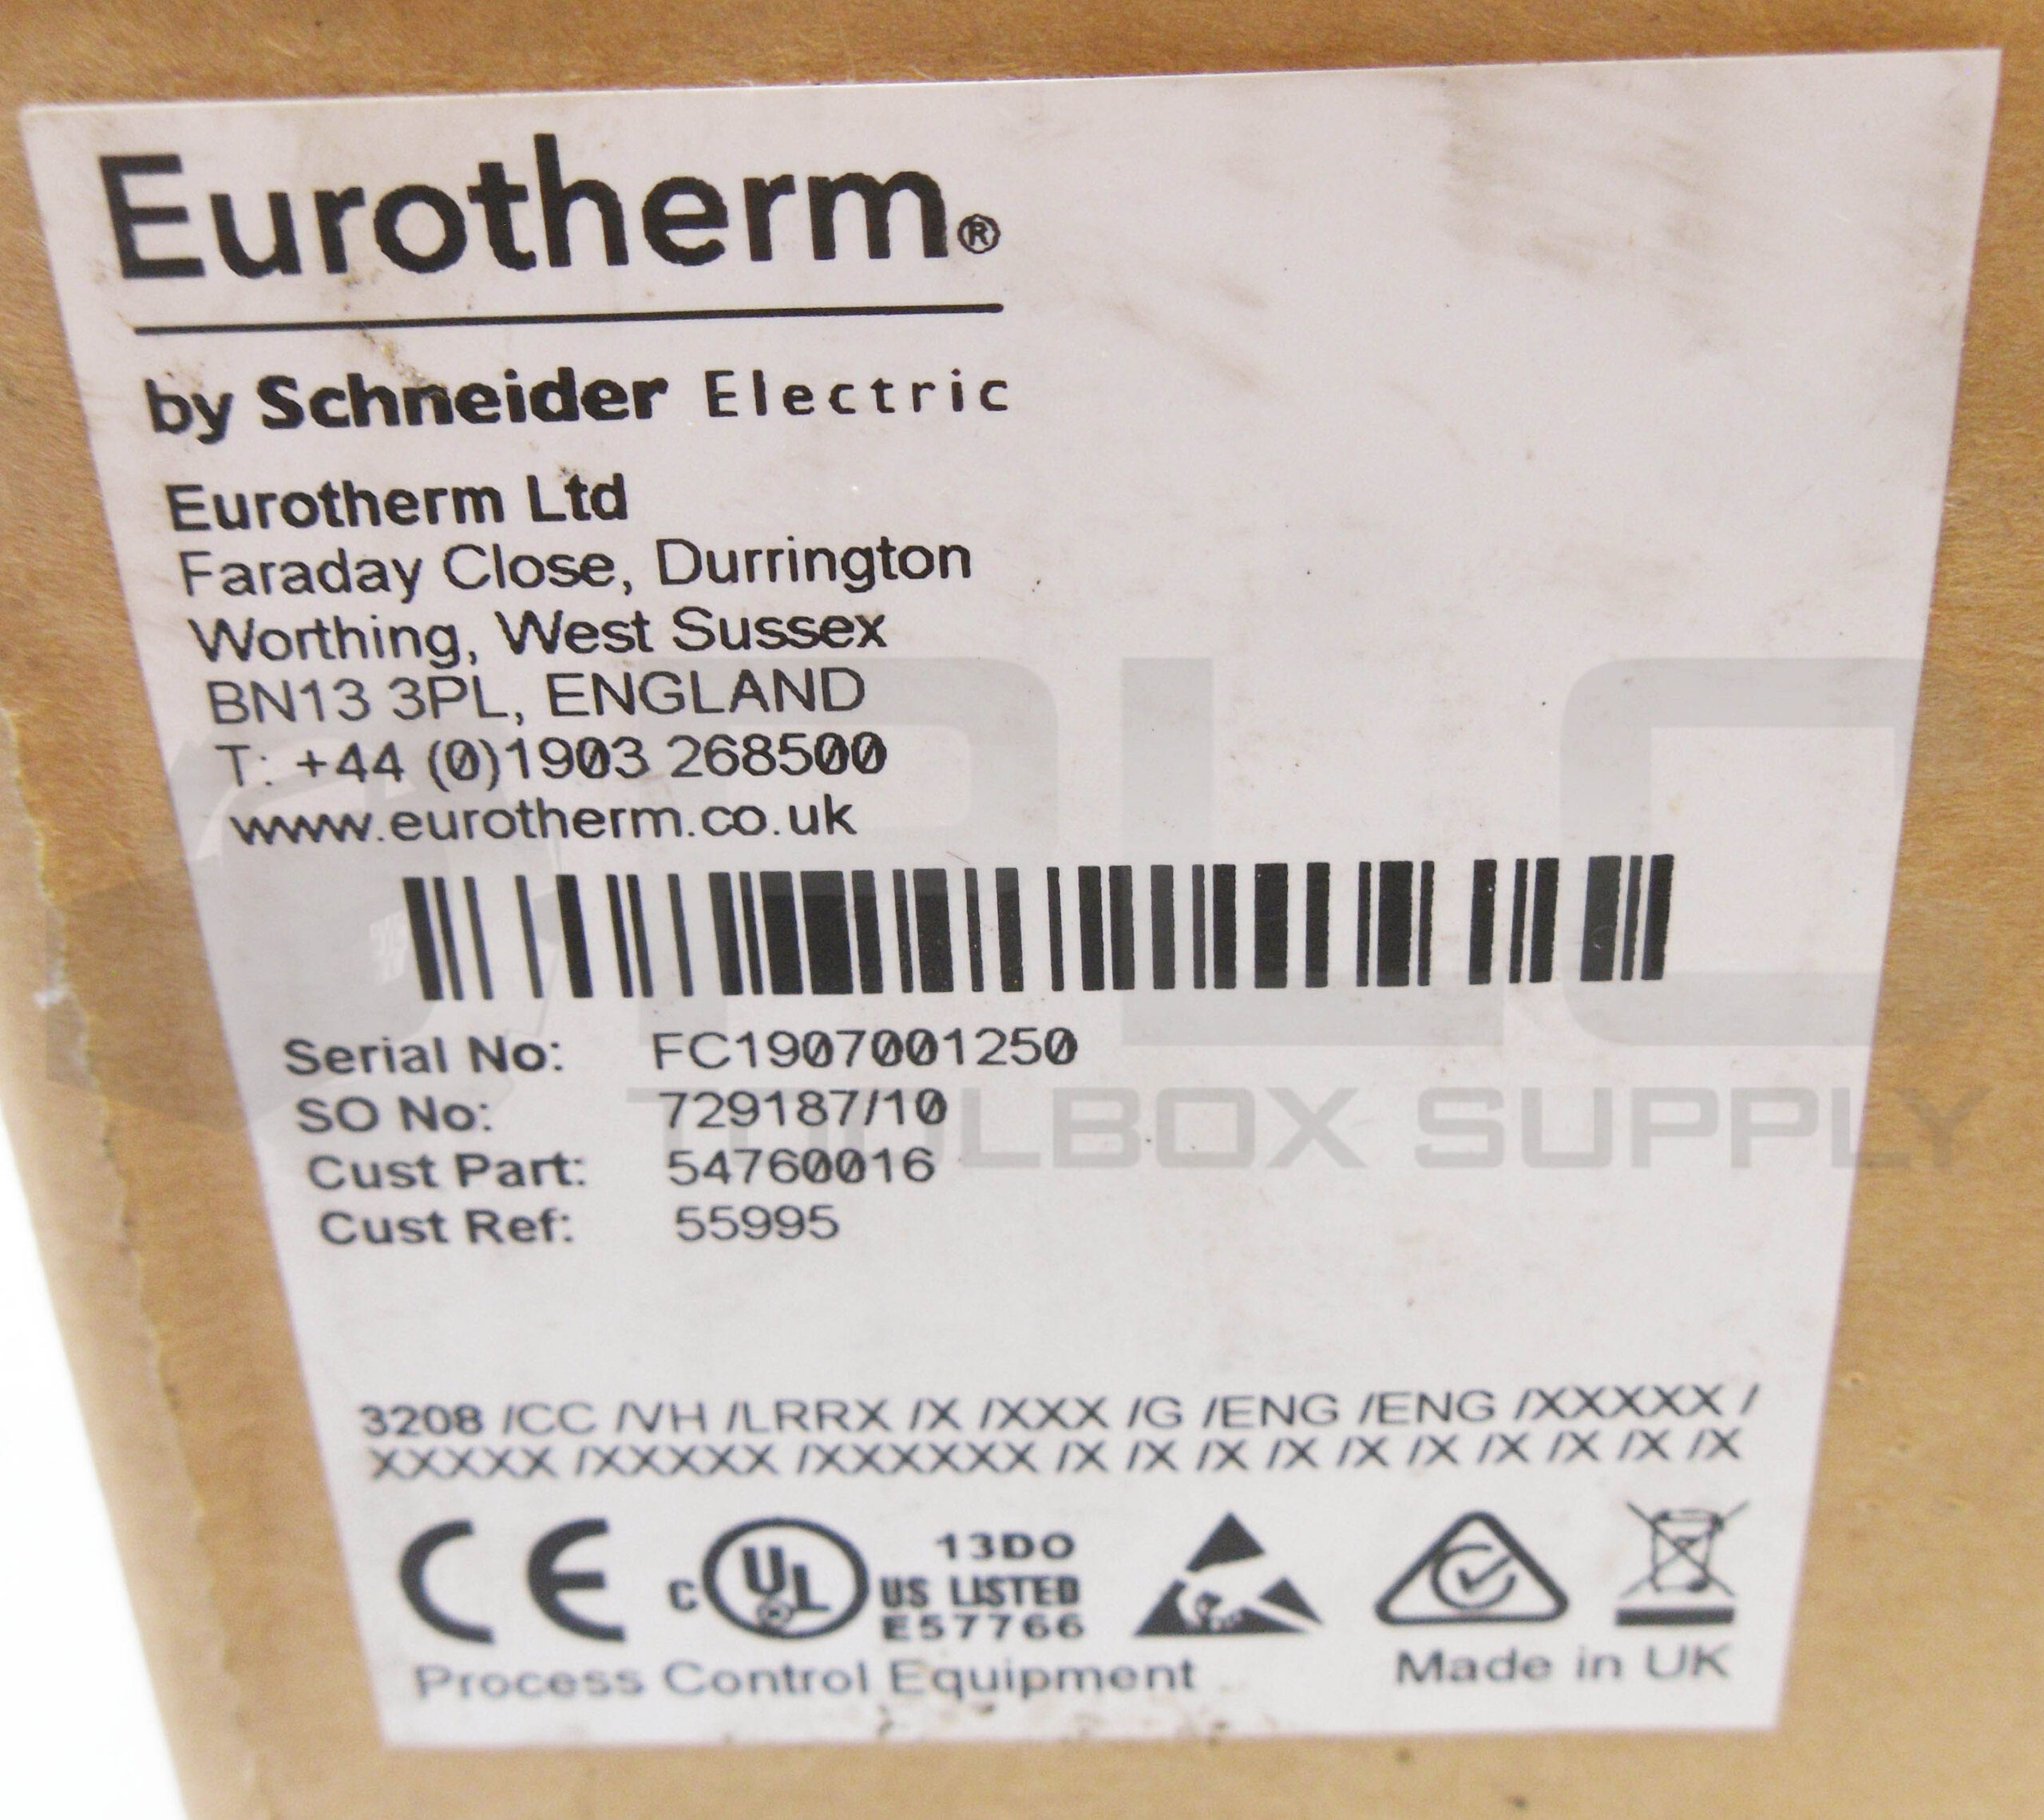 Eurotherm®
by Schneider Electric
Eurotherm Ltd
Faraday Close, Durrington
Worthing, West Sussex
BN13 3PL, ENGLAND
T: +44 (0)1903 268500
www.eurotherm.co.uk
PLC
TOOLBOX SUPPLY
Serial No: FC1907001250
SO No: 729187/10
Cust Part: 54760016
Cust Ref: 55995
3208 /CC /VH /LRRX /X /XXX /G /ENG /ENG /XXXXX /
XXXXX /XXXXX /XXXXXX /X /X /X /X /X /X /X /X /X /X
CE
C UL ® US LISTED
13DO
E57766
Process Control Equipment
Made in UK